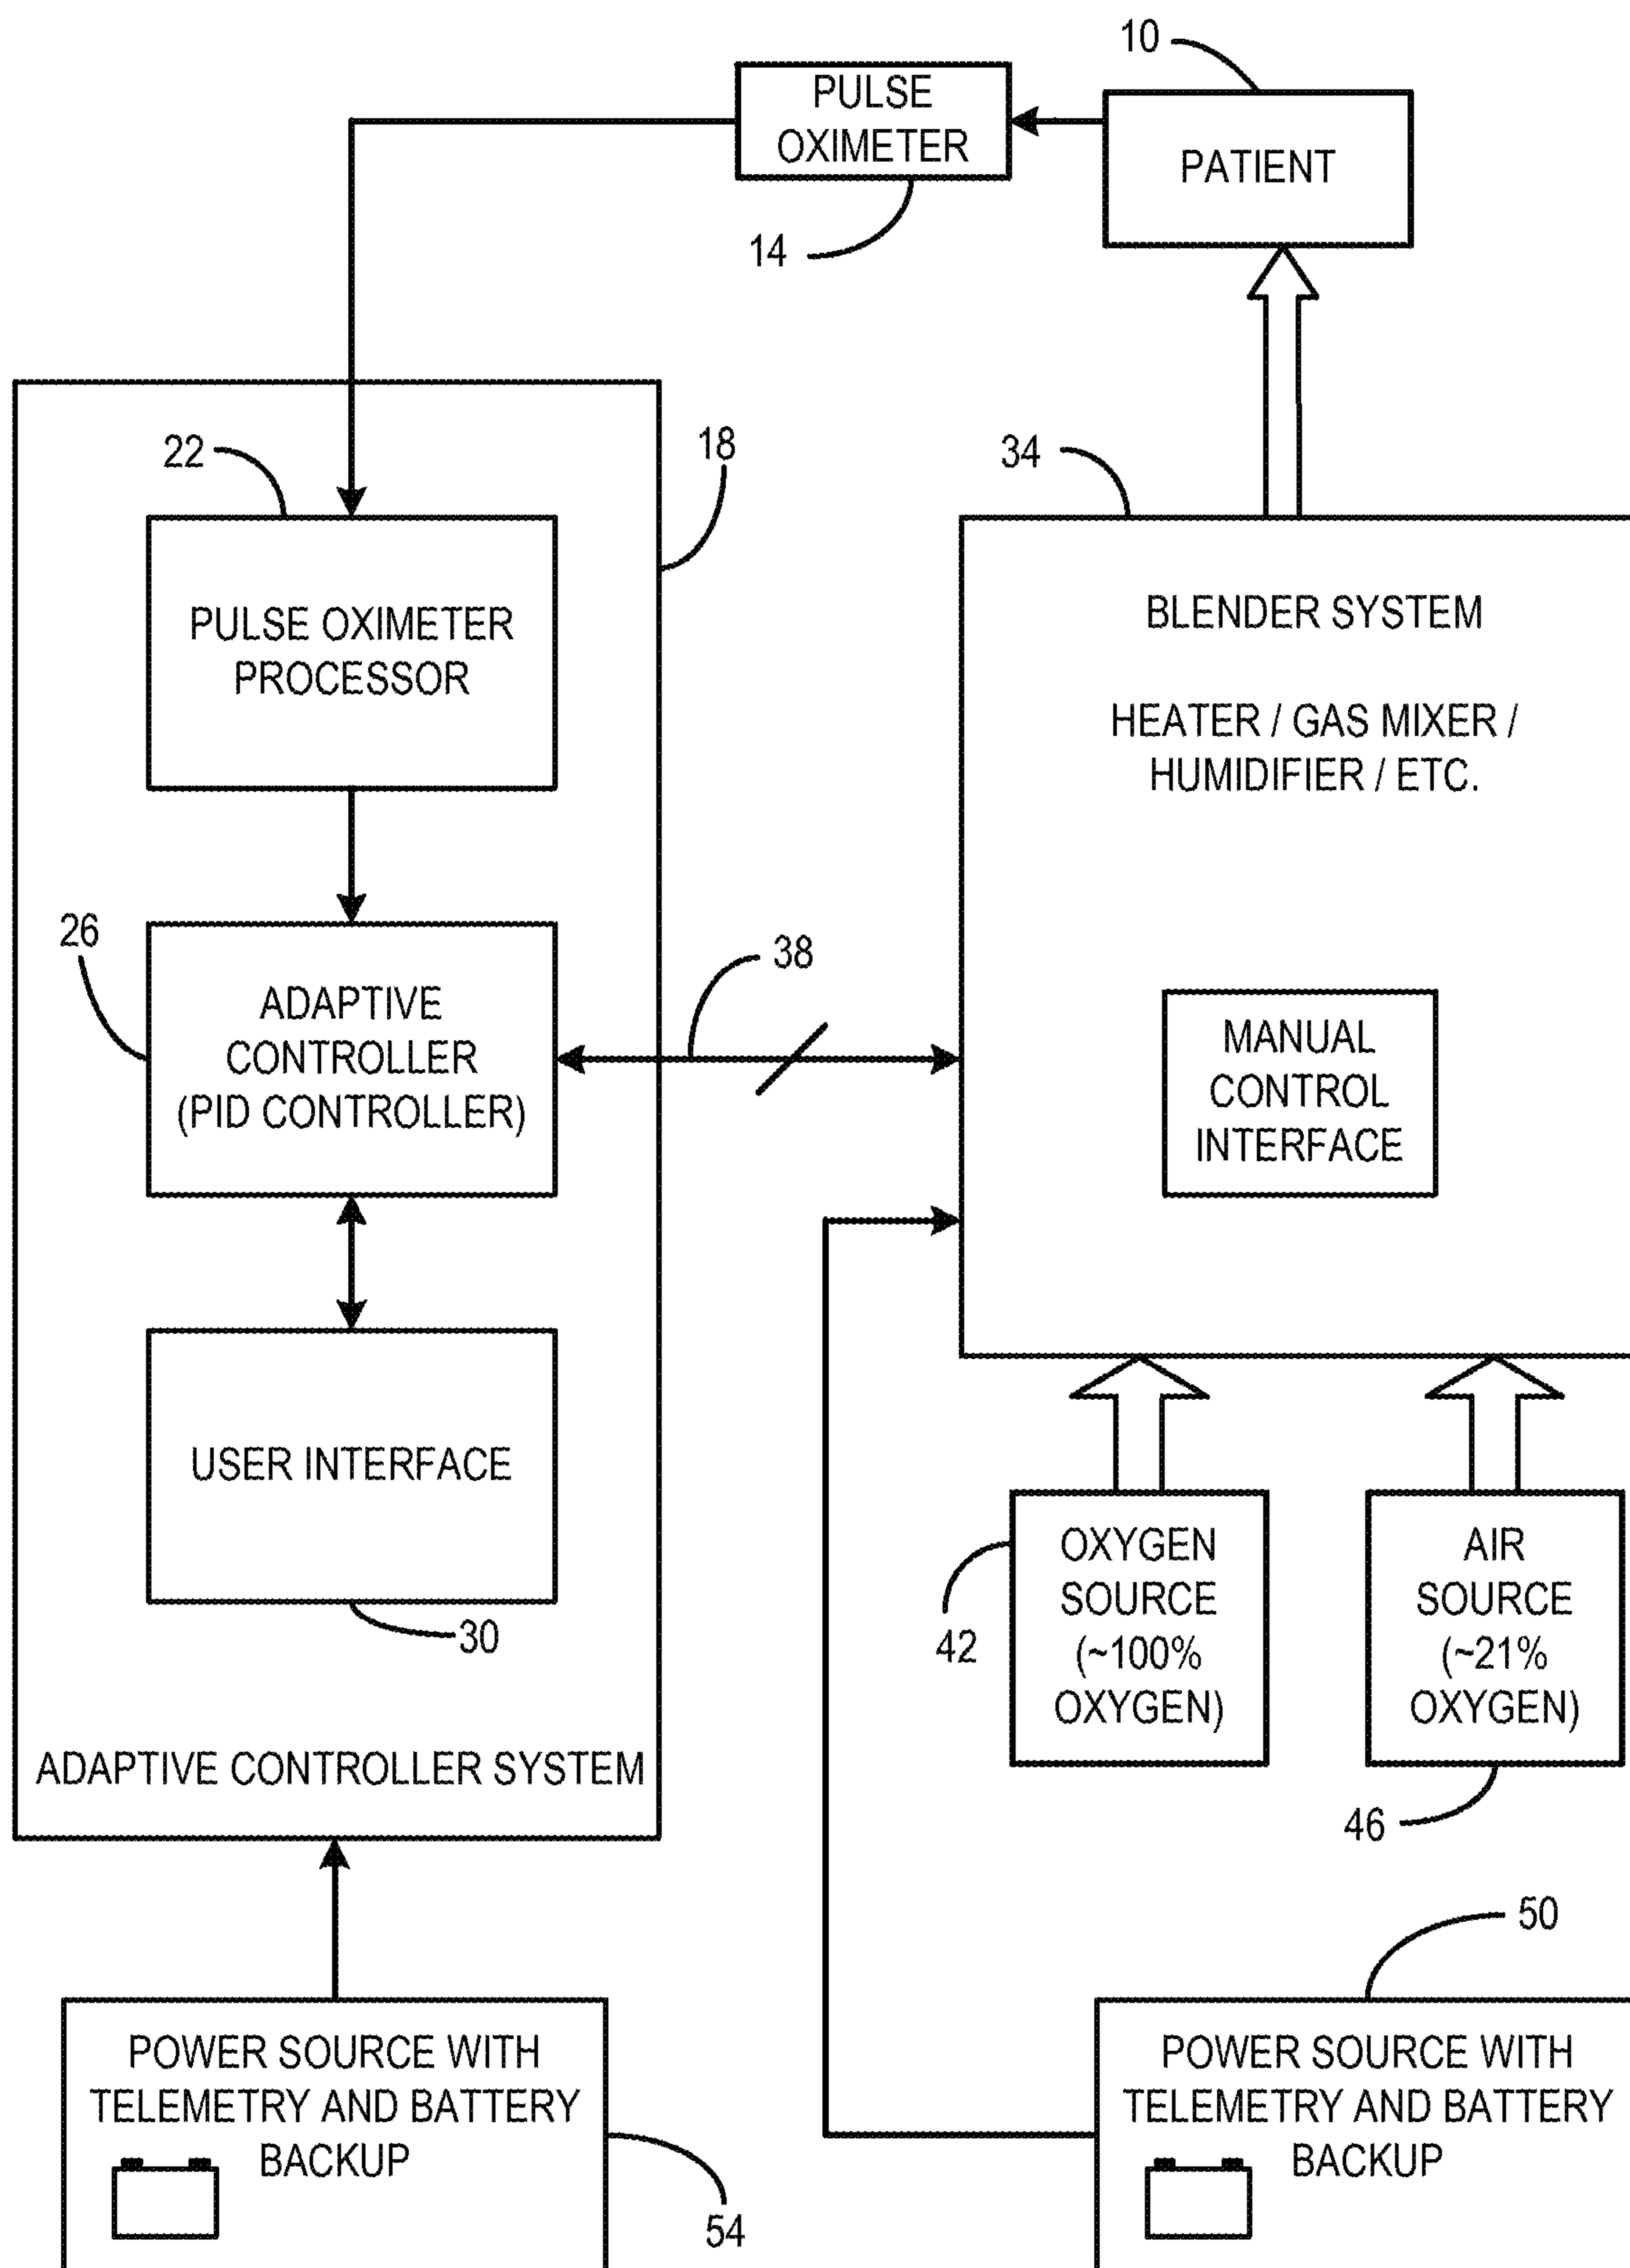 10
PULSE
OXIMETER
PATIENT
14
22
18
34
PULSE OXIMETER
PROCESSOR
BLENDER SYSTEM
HEATER / GAS MIXER /
HUMIDIFIER / ETC.
26
ADAPTIVE
CONTROLLER
(PID CONTROLLER)
38
MANUAL
CONTROL
INTERFACE
USER INTERFACE
30
ADAPTIVE CONTROLLER SYSTEM
42
OXYGEN
SOURCE
(~100%
OXYGEN)
AIR
SOURCE
(~21%
OXYGEN)
46
50
POWER SOURCE WITH
TELEMETRY AND BATTERY
BACKUP
54
POWER SOURCE WITH
TELEMETRY AND BATTERY
BACKUP